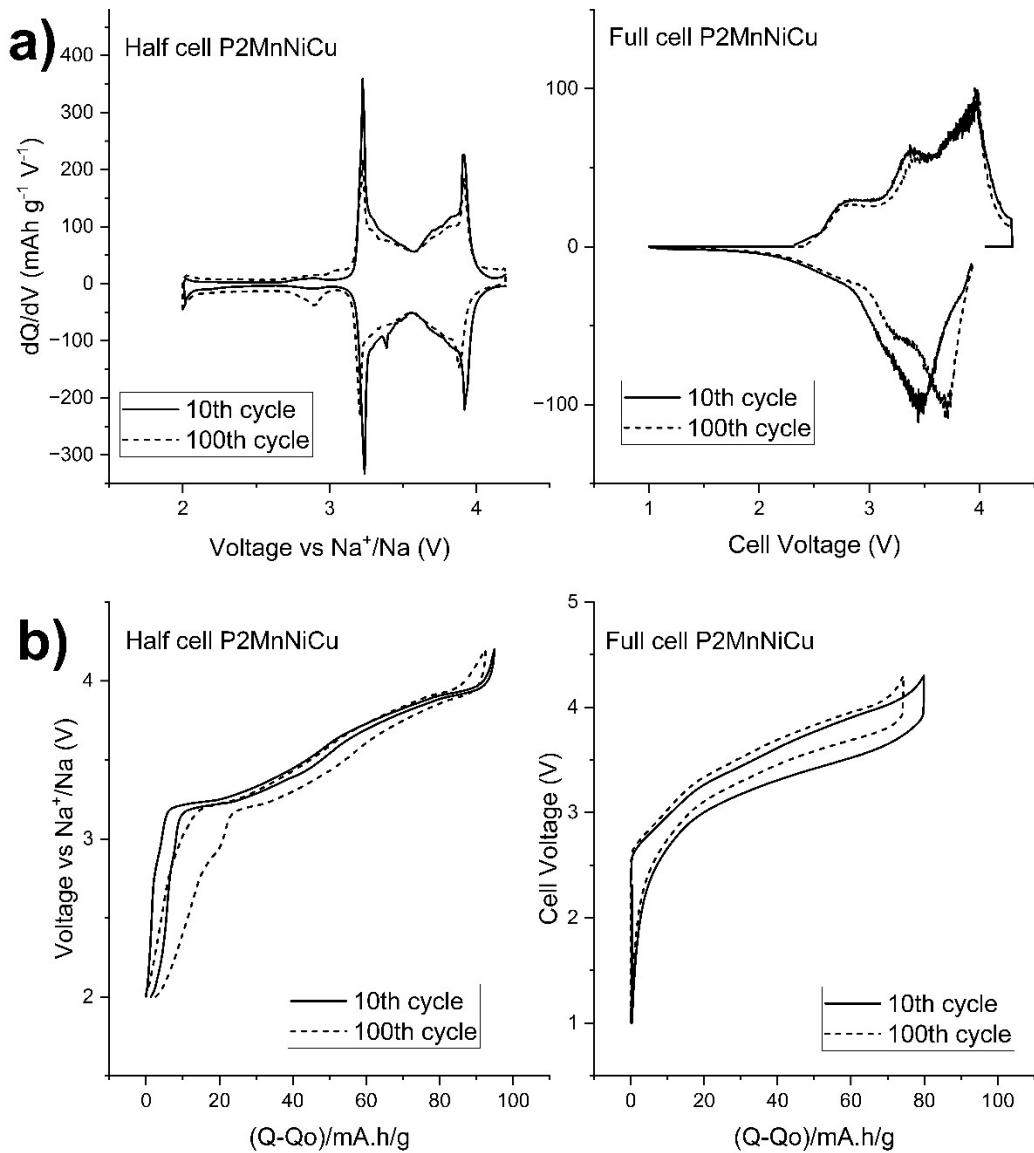 a)
Half cell P2MnNiCu
400
300
200
100
0
−100
−200
−300
dQ/dV (mAh g⁻¹ V⁻¹)
10th cycle
100th cycle
2
3
4
Voltage vs Na⁺/Na (V)
Full cell P2MnNiCu
100
0
−100
10th cycle
100th cycle
1
2
3
4
Cell Voltage (V)
b)
Half cell P2MnNiCu
4
3
2
Voltage vs Na⁺/Na (V)
10th cycle
100th cycle
0
20
40
60
80
100
(Q-Qo)/mA.h/g
Full cell P2MnNiCu
5
4
3
2
1
Cell Voltage (V)
10th cycle
100th cycle
0
20
40
60
80
100
(Q-Qo)/mA.h/g